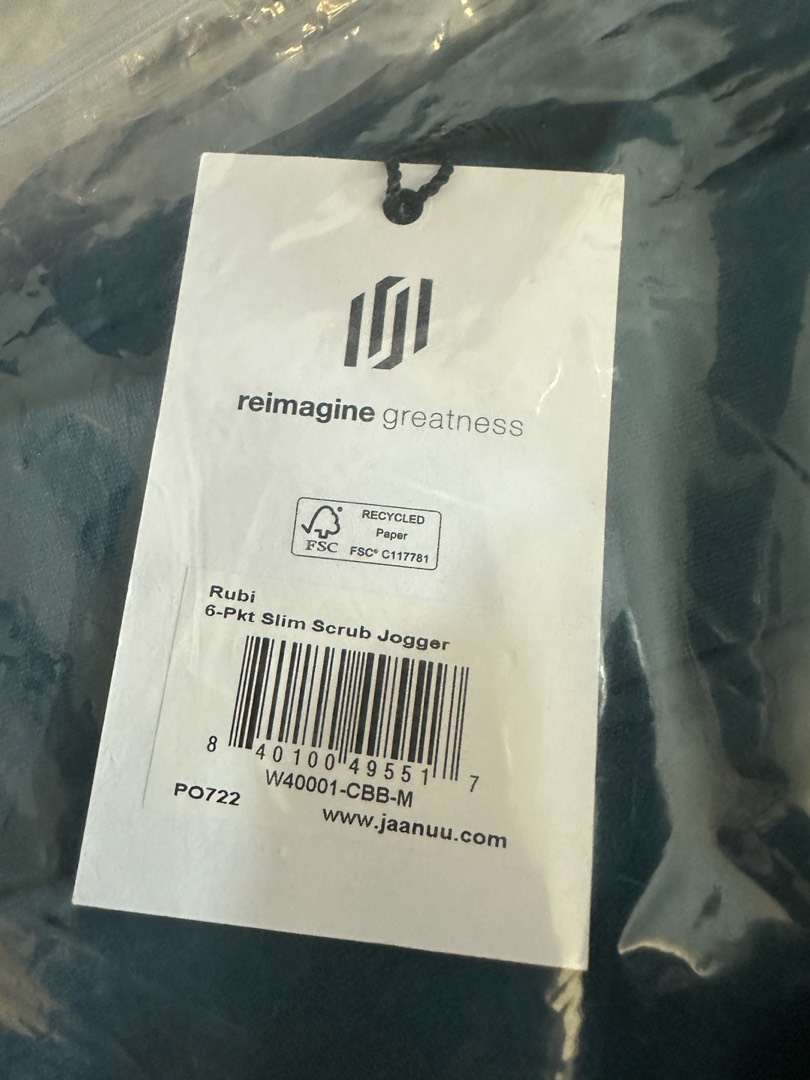 reimagine greatness
RECYCLED
Paper
FSC® C117781
FSC
Rubi
6-Pkt Slim Scrub Jogger
8 40100 49551 7
W40001-CBB-M
PO722
www.jaanuu.com